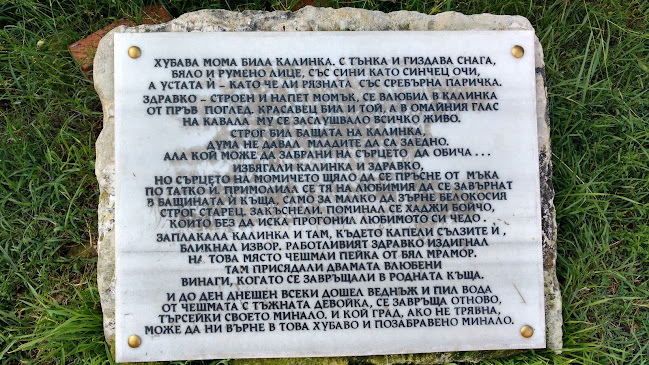 ХУБАВА МОМА БИЛА КАЛИНКА. С ТЪНКА И ГИЗДАВА СНАГА,
БЯЛО И РУМЕНО ЛИЦЕ, СЪС СИНИ КАТО СИНЧЕЦ ОЧИ,
А УСТАТА Й – КАТО ЧЕ ЛИ РЯЗНАТА СЪС СРЕБЪРНА ПАРИЧКА.
ЗДРАВКО – СТРОЕН И НАПЕТ МОМЪК, СЕ ВЛЮБИЛ В КАЛИНКА
ОТ ПРЪВ ПОГЛЕД. КРАСАВЕЦ БИЛ И ТОЙ, А В ОМАЙНИЯ ГЛАС
НА КАВАЛА МУ СЕ ЗАСЛУШВАЛО ВСИЧКО ЖИВО.
СТРОГ БИЛ БАЩАТА НА КАЛИНКА,
ДУМА НЕ ДАВАЛ МЛАДИТЕ ДА СА ЗАЕДНО.
АЛА КОЙ МОЖЕ ДА ЗАБРАНИ НА СЪРЦЕТО ДА ОБИЧА...
ИЗБЯГАЛИ КАЛИНКА И ЗДРАВКО,
НО СЪРЦЕТО НА МОМИЧЕТО ЩЯЛО ДА СЕ ПРЪСНЕ ОТ МЪКА
ПО ТАТКО Й. ПРИМОЛИЛА СЕ ТЯ НА ЛЮБИМИЯ ДА СЕ ЗАВЪРНАТ
В БАЩИНАТА Й КЪЩА, САМО ЗА МАЛКО ДА ЗЪРНЕ БЕЛОКОСИЯ
СТРОГ СТАРЕЦ. ЗАКЪСНЕЛИ. ПОМИНАЛ СЕ ХАДЖИ БОЙЧО,
КОЙТО БЕЗ ДА ИСКА ПРОГОНИЛ ЛЮБИМОТО СИ ЧЕДО.
ЗАПЛАКАЛА КАЛИНКА И ТАМ, КЪДЕТО КАПЕЛИ СЪЛЗИТЕ Й,
БЛИКНАЛ ИЗВОР. РАБОТЛИВИЯТ ЗДРАВКО ИЗДИГНАЛ
НА ТОВА МЯСТО ЧЕШМА И ПЕЙКА ОТ БЯЛ МРАМОР.
ТАМ ПРИСЯДАЛИ ДВАМАТА ВЛЮБЕНИ
ВИНАГИ, КОГАТО СЕ ЗАВРЪЩАЛИ В РОДНАТА КЪЩА.
И ДО ДЕН ДНЕШЕН ВСЕКИ ДОШЕЛ ВЕДНЪЖ И ПИЛ ВОДА
ОТ ЧЕШМАТА С ТЪЖНАТА ДЕВОЙКА, СЕ ЗАВРЪЩА ОТНОВО,
ТЪРСЕЙКИ СВОЕТО МИНАЛО. И КОЙ ГРАД, АКО НЕ ТРЯВНА,
МОЖЕ ДА НИ ВЪРНЕ В ТОВА ХУБАВО И ПОЗАБРАВЕНО МИНАЛО.